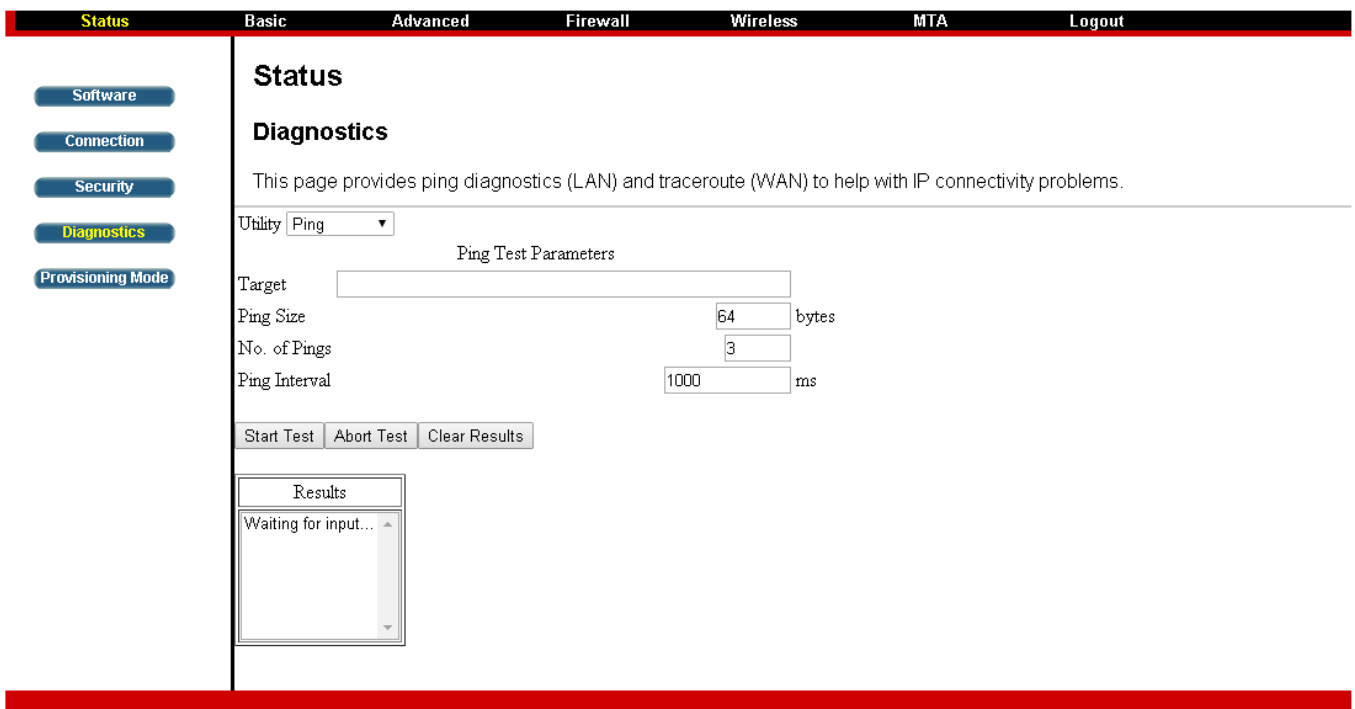 Status Basic Advanced Firewall Wireless MTA Logout
Software
Connection
Security
Diagnostics
Provisioning Mode
Status
Diagnostics
This page provides ping diagnostics (LAN) and traceroute (WAN) to help with IP connectivity problems.
Utility Ping
Ping Test Parameters
Target
Ping Size 64 bytes
No. of Pings 3
Ping Interval 1000 ms
Start Test Abort Test Clear Results
Results
Waiting for input...